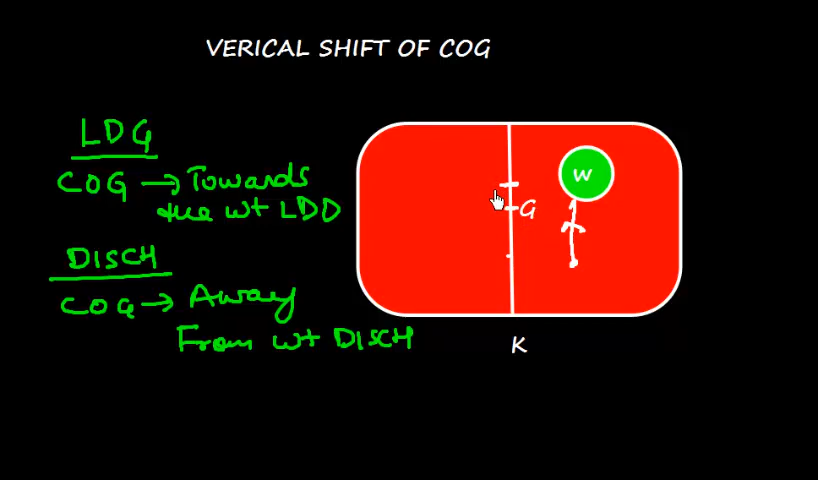 VERICAL SHIFT OF COG
LDG
COG → Towards
the wt LDD
DISCH
COG → Away
From wt DISCH
W
G
K